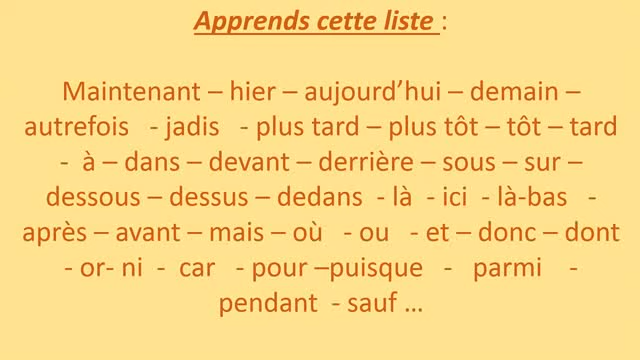 Apprends cette liste :
Maintenant – hier – aujourd’hui – demain –
autrefois - jadis - plus tard – plus tôt – tôt – tard
- à – dans – devant – derrière – sous – sur –
dessous – dessus – dedans - là - ici - là-bas -
après – avant – mais – où - ou - et – donc – dont
- or- ni - car - pour –puisque - parmi -
pendant - sauf …